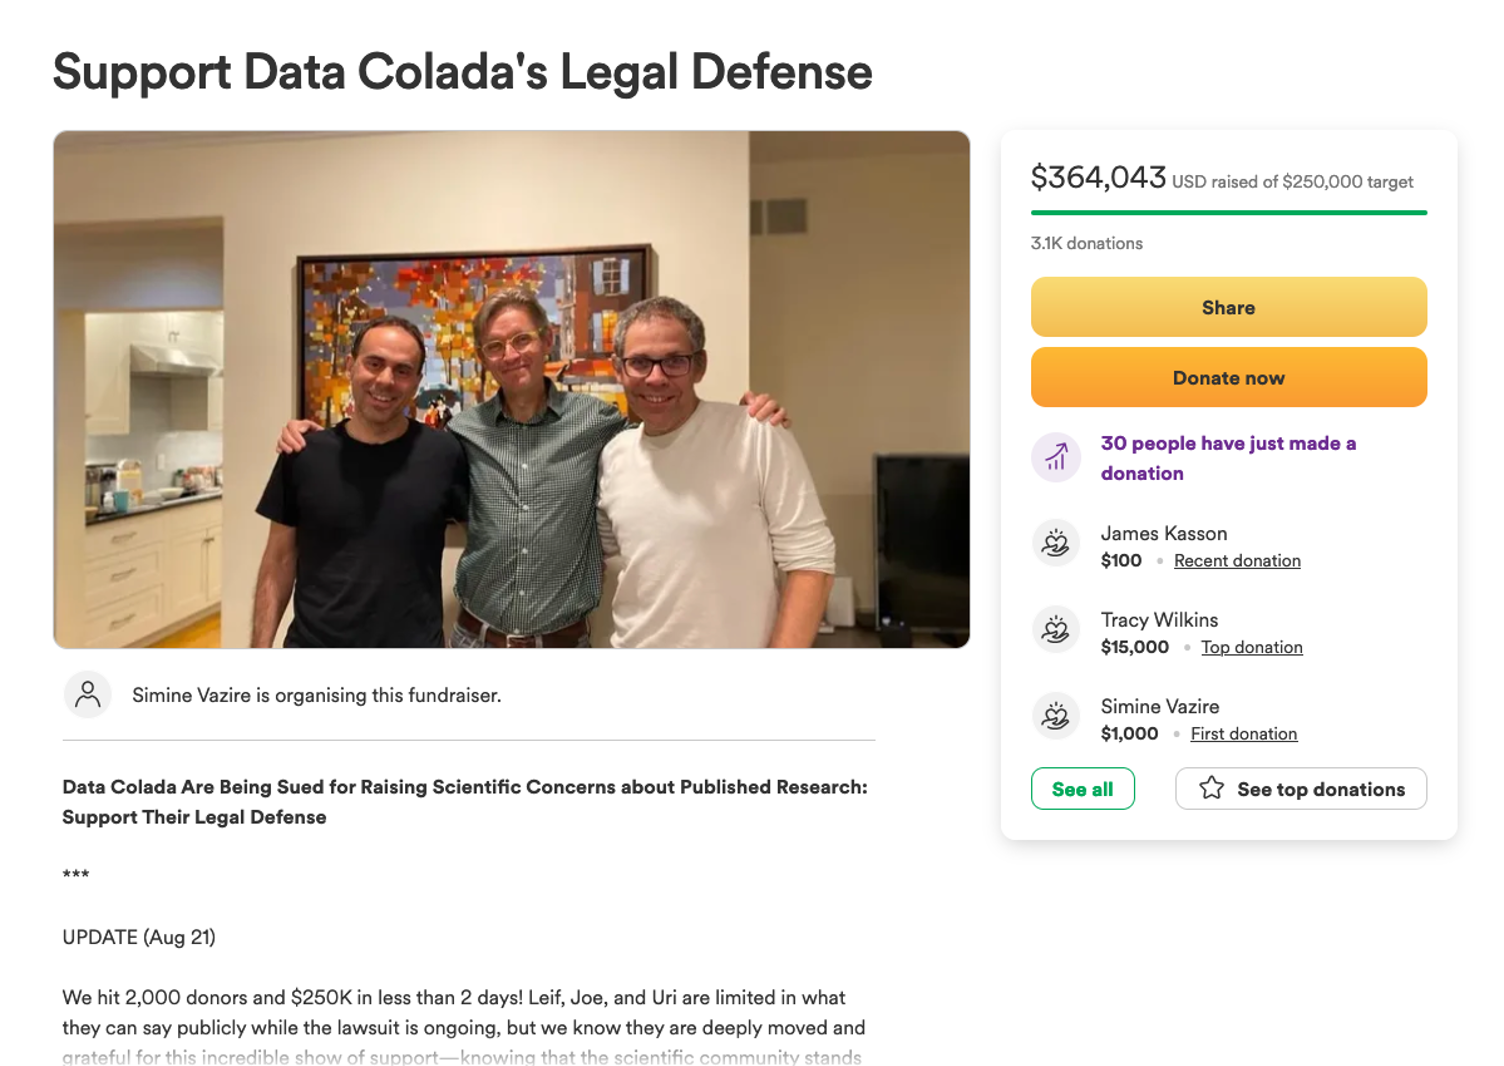 Support Data Colada's Legal Defense
$364,043 USD raised of $250,000 target
3.1K donations
Share
Donate now
30 people have just made a
donation
James Kasson
$100 • Recent donation
Tracy Wilkins
$15,000 • Top donation
Simine Vazire
$1,000 • First donation
See all
See top donations
Simine Vazire is organising this fundraiser.
Data Colada Are Being Sued for Raising Scientific Concerns about Published Research:
Support Their Legal Defense
***
UPDATE (Aug 21)
We hit 2,000 donors and $250K in less than 2 days! Leif, Joe, and Uri are limited in what
they can say publicly while the lawsuit is ongoing, but we know they are deeply moved and
grateful for this incredible show of support—knowing that the scientific community stands